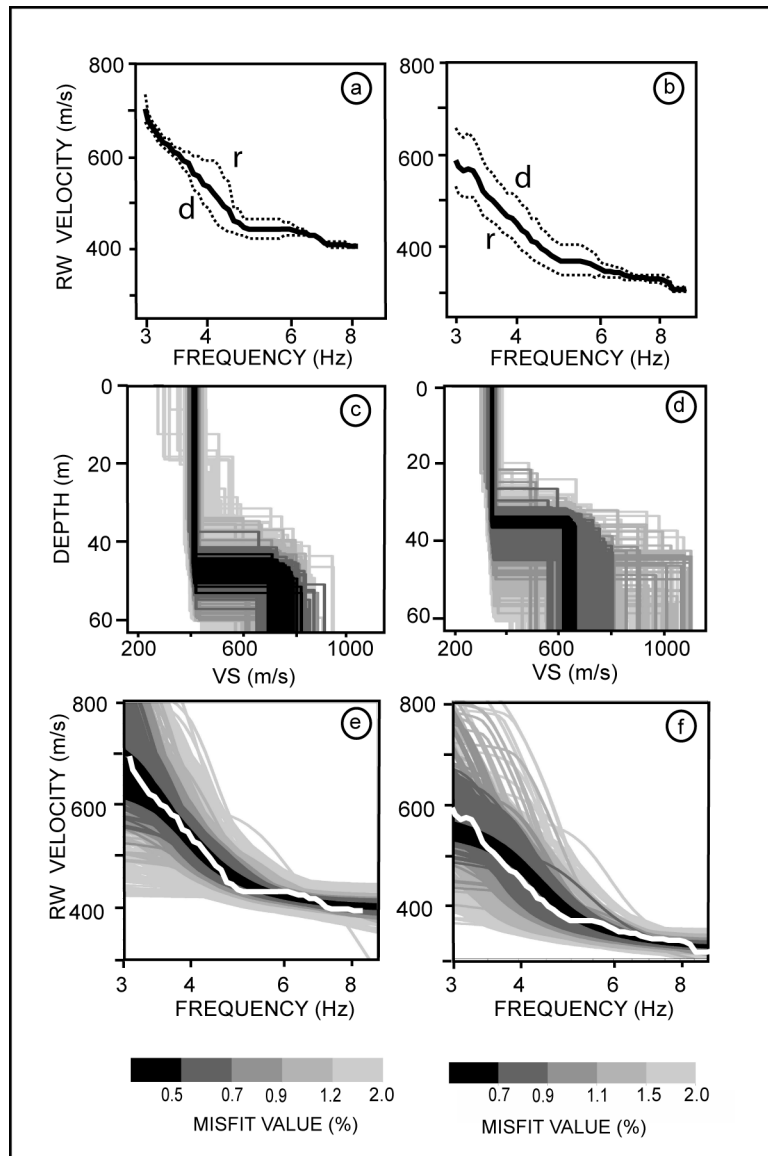 800
600
400
RW VELOCITY (m/s)
a
r
d
3
4
6
8
FREQUENCY (Hz)
800
600
400
b
d
r
3
4
6
8
FREQUENCY (Hz)
0
20
40
60
DEPTH (m)
c
200
600
1000
VS (m/s)
0
20
40
60
d
200
600
1000
VS (m/s)
800
600
400
RW VELOCITY (m/s)
e
3
4
6
8
FREQUENCY (Hz)
800
600
400
f
3
4
6
8
FREQUENCY (Hz)
0.5 0.7 0.9 1.2 2.0
MISFIT VALUE (%)
0.7 0.9 1.1 1.5 2.0
MISFIT VALUE (%)